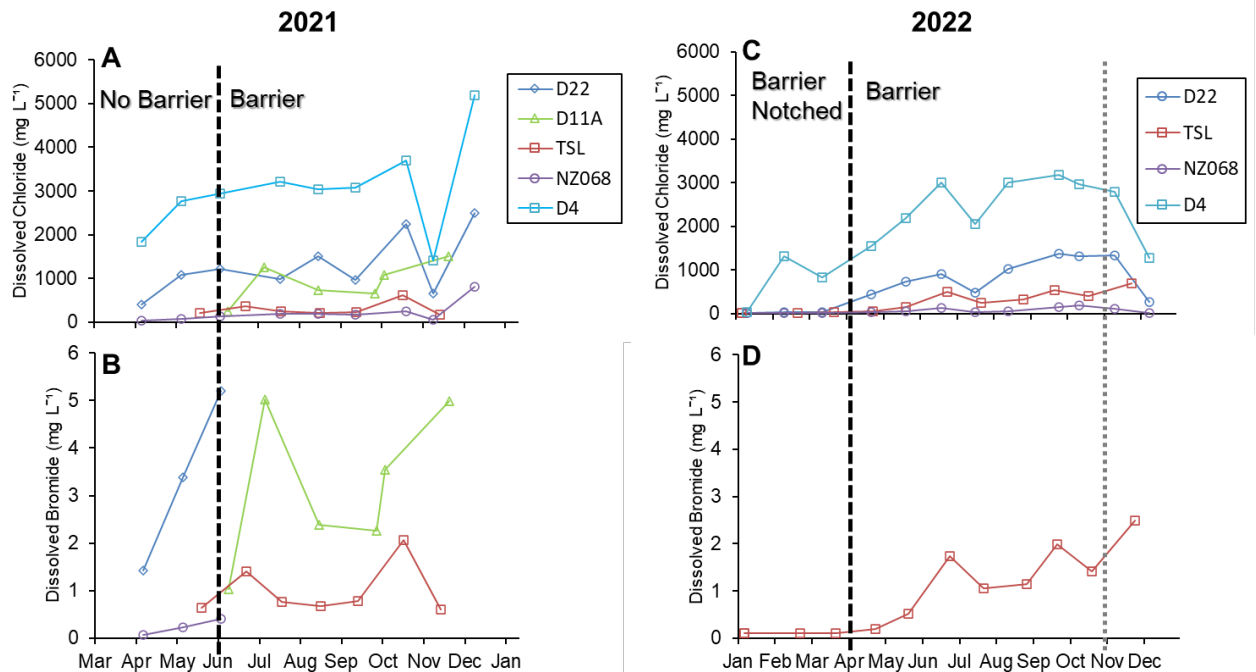 2021
2022
A
6000
5000
4000
3000
2000
1000
0
Dissolved Chloride (mg L⁻¹)
No Barrier
Barrier
D22
D11A
TSL
NZ068
D4
C
6000
5000
4000
3000
2000
1000
0
Dissolved Chloride (mg L⁻¹)
Barrier
Notched
Barrier
D22
TSL
NZ068
D4
B
6
5
4
3
2
1
0
Dissolved Bromide (mg L⁻¹)
Mar Apr May Jun Jul Aug Sep Oct Nov Dec Jan
D
6
5
4
3
2
1
0
Dissolved Bromide (mg L⁻¹)
Jan Feb Mar Apr May Jun Jul Aug Sep Oct Nov Dec